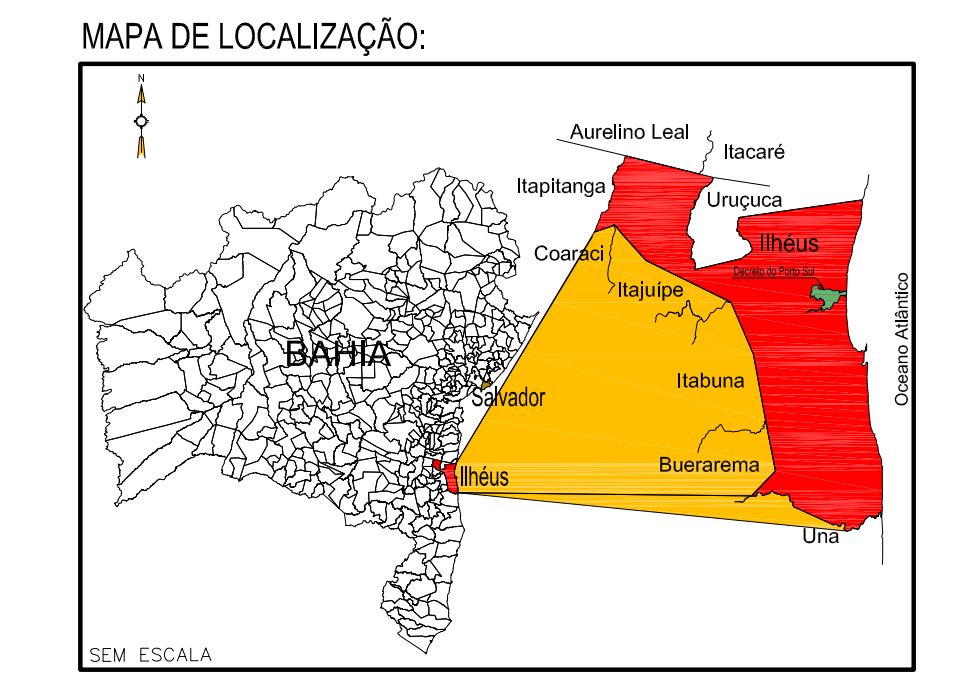 MAPA DE LOCALIZAÇÃO:
N
Aurelino Leal
Itacaré
Itapitanga
Uruçuca
Ilhéus
Coaraci
Decreto do Porto Sul
Itajuípe
Oceano Atlântico
BAHIA
Itabuna
Salvador
Buerarema
Ilhéus
Una
SEM ESCALA